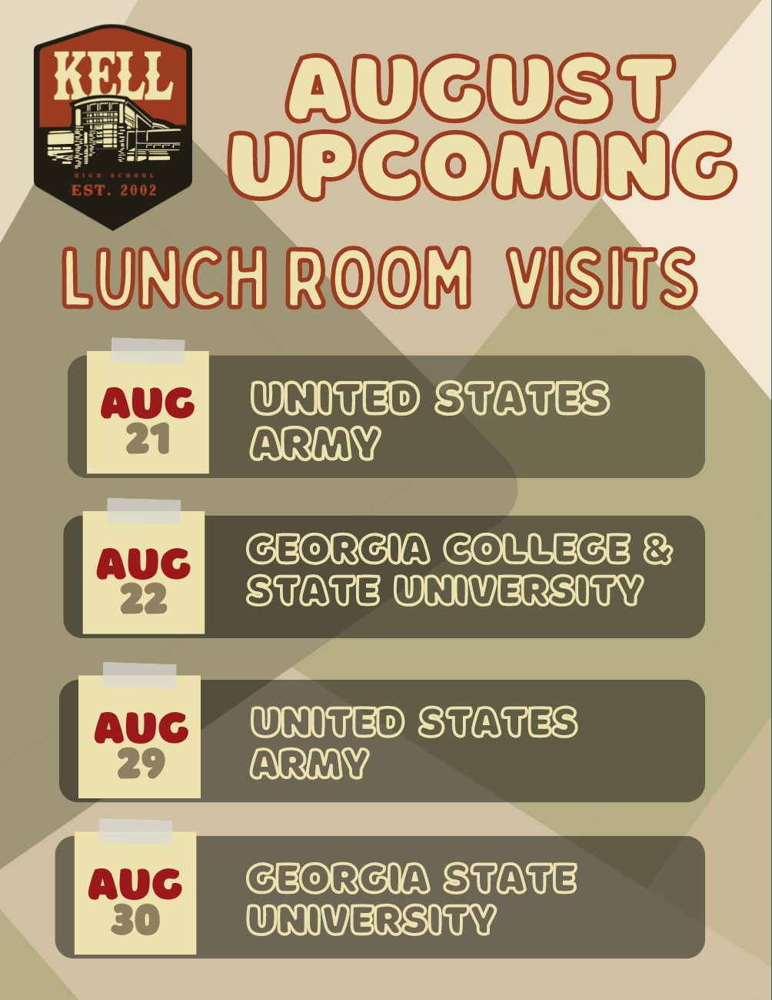 KELL
HIGH SCHOOL
EST. 2002
AUGUST
UPCOMING
LUNCH ROOM VISITS
AUG
21
UNITED STATES
ARMY
AUG
22
GEORGIA COLLEGE &
STATE UNIVERSITY
AUG
29
UNITED STATES
ARMY
AUG
30
GEORGIA STATE
UNIVERSITY